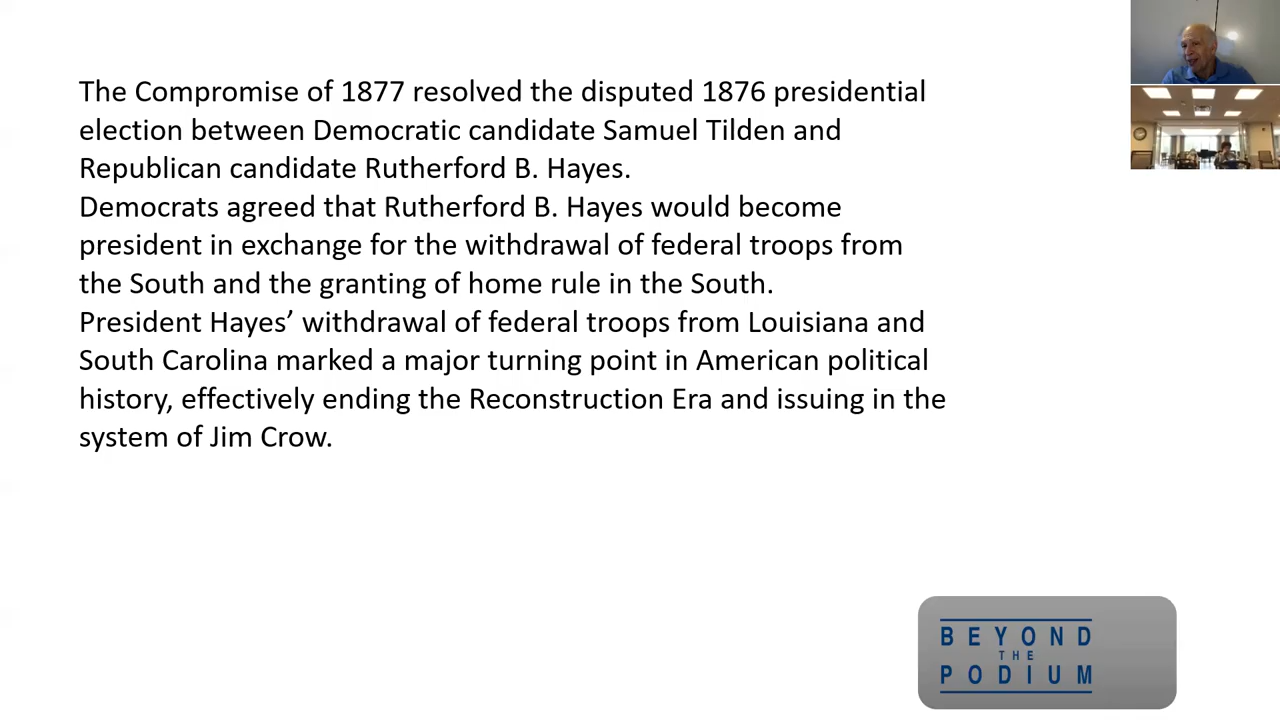 The Compromise of 1877 resolved the disputed 1876 presidential
election between Democratic candidate Samuel Tilden and
Republican candidate Rutherford B. Hayes.
Democrats agreed that Rutherford B. Hayes would become
president in exchange for the withdrawal of federal troops from
the South and the granting of home rule in the South.
President Hayes’ withdrawal of federal troops from Louisiana and
South Carolina marked a major turning point in American political
history, effectively ending the Reconstruction Era and issuing in the
system of Jim Crow.
BEYOND
THE
PODIUM